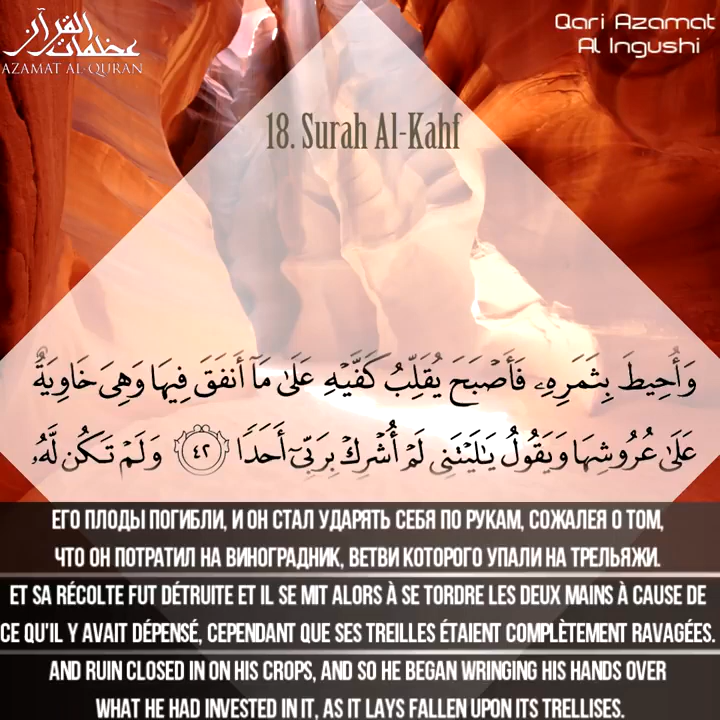 عظمات القرآن
AZAMAT AL-QURAN
Qari Azamat
Al Ingushi
18. Surah Al-Kahf
وَأُحِيطَ بِثَمَرِهِۦ فَأَصْبَحَ يُقَلِّبُ كَفَّيْهِ عَلَىٰ مَآ أَنفَقَ فِيهَا وَهِىَ خَاوِيَةٌ
عَلَىٰ عُرُوشِهَا وَيَقُولُ يَٰلَيْتَنِى لَمْ أُشْرِكْ بِرَبِّىٓ أَحَدًا ٤٢ وَلَمْ تَكُن لَّهُۥ
ЕГО ПЛОДЫ ПОГИБЛИ, И ОН СТАЛ УДАРЯТЬ СЕБЯ ПО РУКАМ, СОЖАЛЕЯ О ТОМ,
ЧТО ОН ПОТРАТИЛ НА ВИНОГРАДНИК, ВЕТВИ КОТОРОГО УПАЛИ НА ТРЕЛЬЯЖИ.
ET SA RÉCOLTE FUT DÉTRUITE ET IL SE MIT ALORS À SE TORDRE LES DEUX MAINS À CAUSE DE
CE QU'IL Y AVAIT DÉPENSÉ, CEPENDANT QUE SES TREILLES ÉTAIENT COMPLÈTEMENT RAVAGÉES.
AND RUIN CLOSED IN ON HIS CROPS, AND SO HE BEGAN WRINGING HIS HANDS OVER
WHAT HE HAD INVESTED IN IT, AS IT LAYS FALLEN UPON ITS TRELLISES.